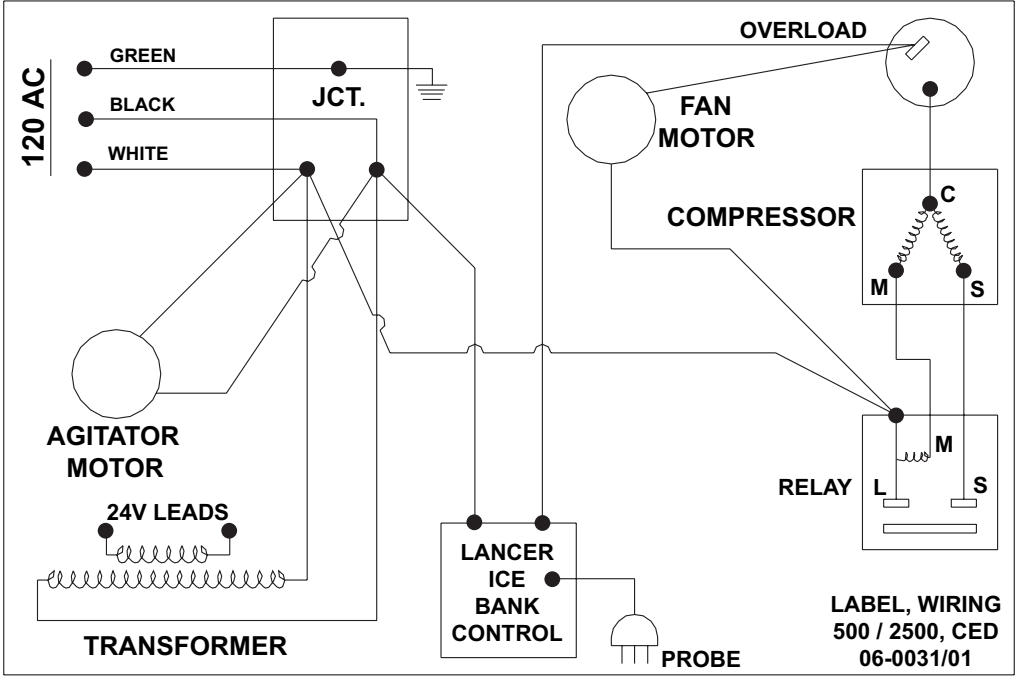 120 AC
GREEN
BLACK
WHITE
JCT.
OVERLOAD
FAN
MOTOR
COMPRESSOR
C
M
S
AGITATOR
MOTOR
24V LEADS
TRANSFORMER
LANCER
ICE
BANK
CONTROL
PROBE
RELAY
M
L
S
LABEL, WIRING
500 / 2500, CED
06-0031/01